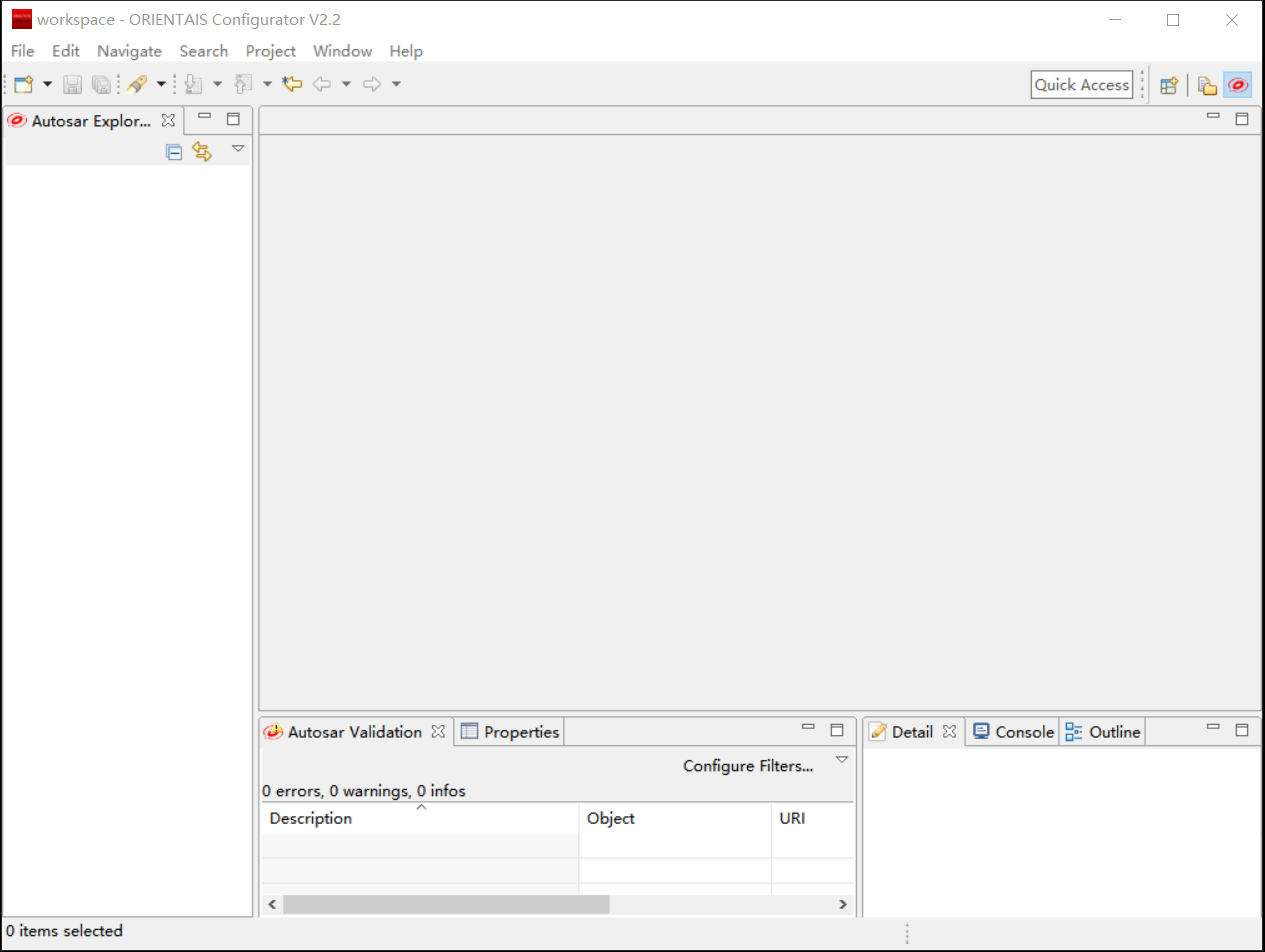 workspace - ORIENTAIS Configurator V2.2
File Edit Navigate Search Project Window Help
Quick Access
Autosar Explor...
Autosar Validation Properties
Configure Filters...
0 errors, 0 warnings, 0 infos
Description Object URI
Detail Console Outline
0 items selected